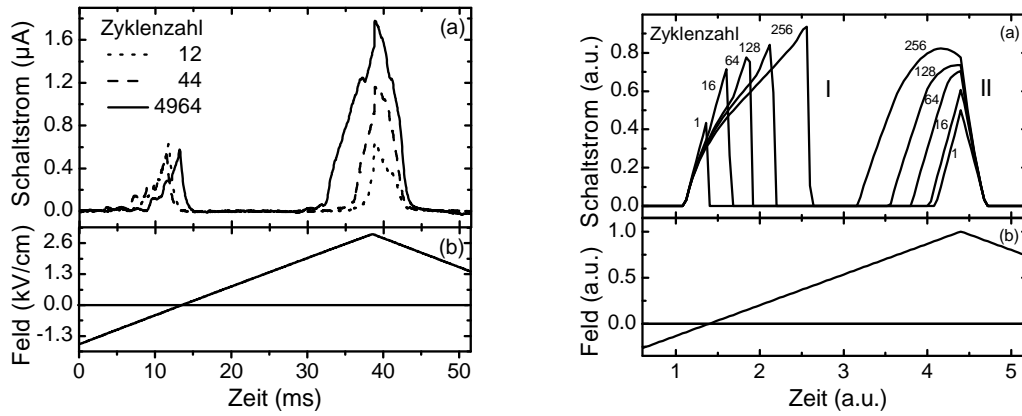 (a)
Zyklenzahl
12
44
4964
Schaltstrom (µA)
1.6
1.2
0.8
0.4
0.0
(b)
Feld (kV/cm)
2.6
1.3
0.0
-1.3
0 10 20 30 40 50
Zeit (ms)
(a)
Zyklenzahl
256
128
64
16
1
I
256
128
64
16
1
II
Schaltstrom (a.u.)
0.8
0.6
0.4
0.2
0.0
(b)
Feld (a.u.)
1.0
0.5
0.0
1 2 3 4 5
Zeit (a.u.)